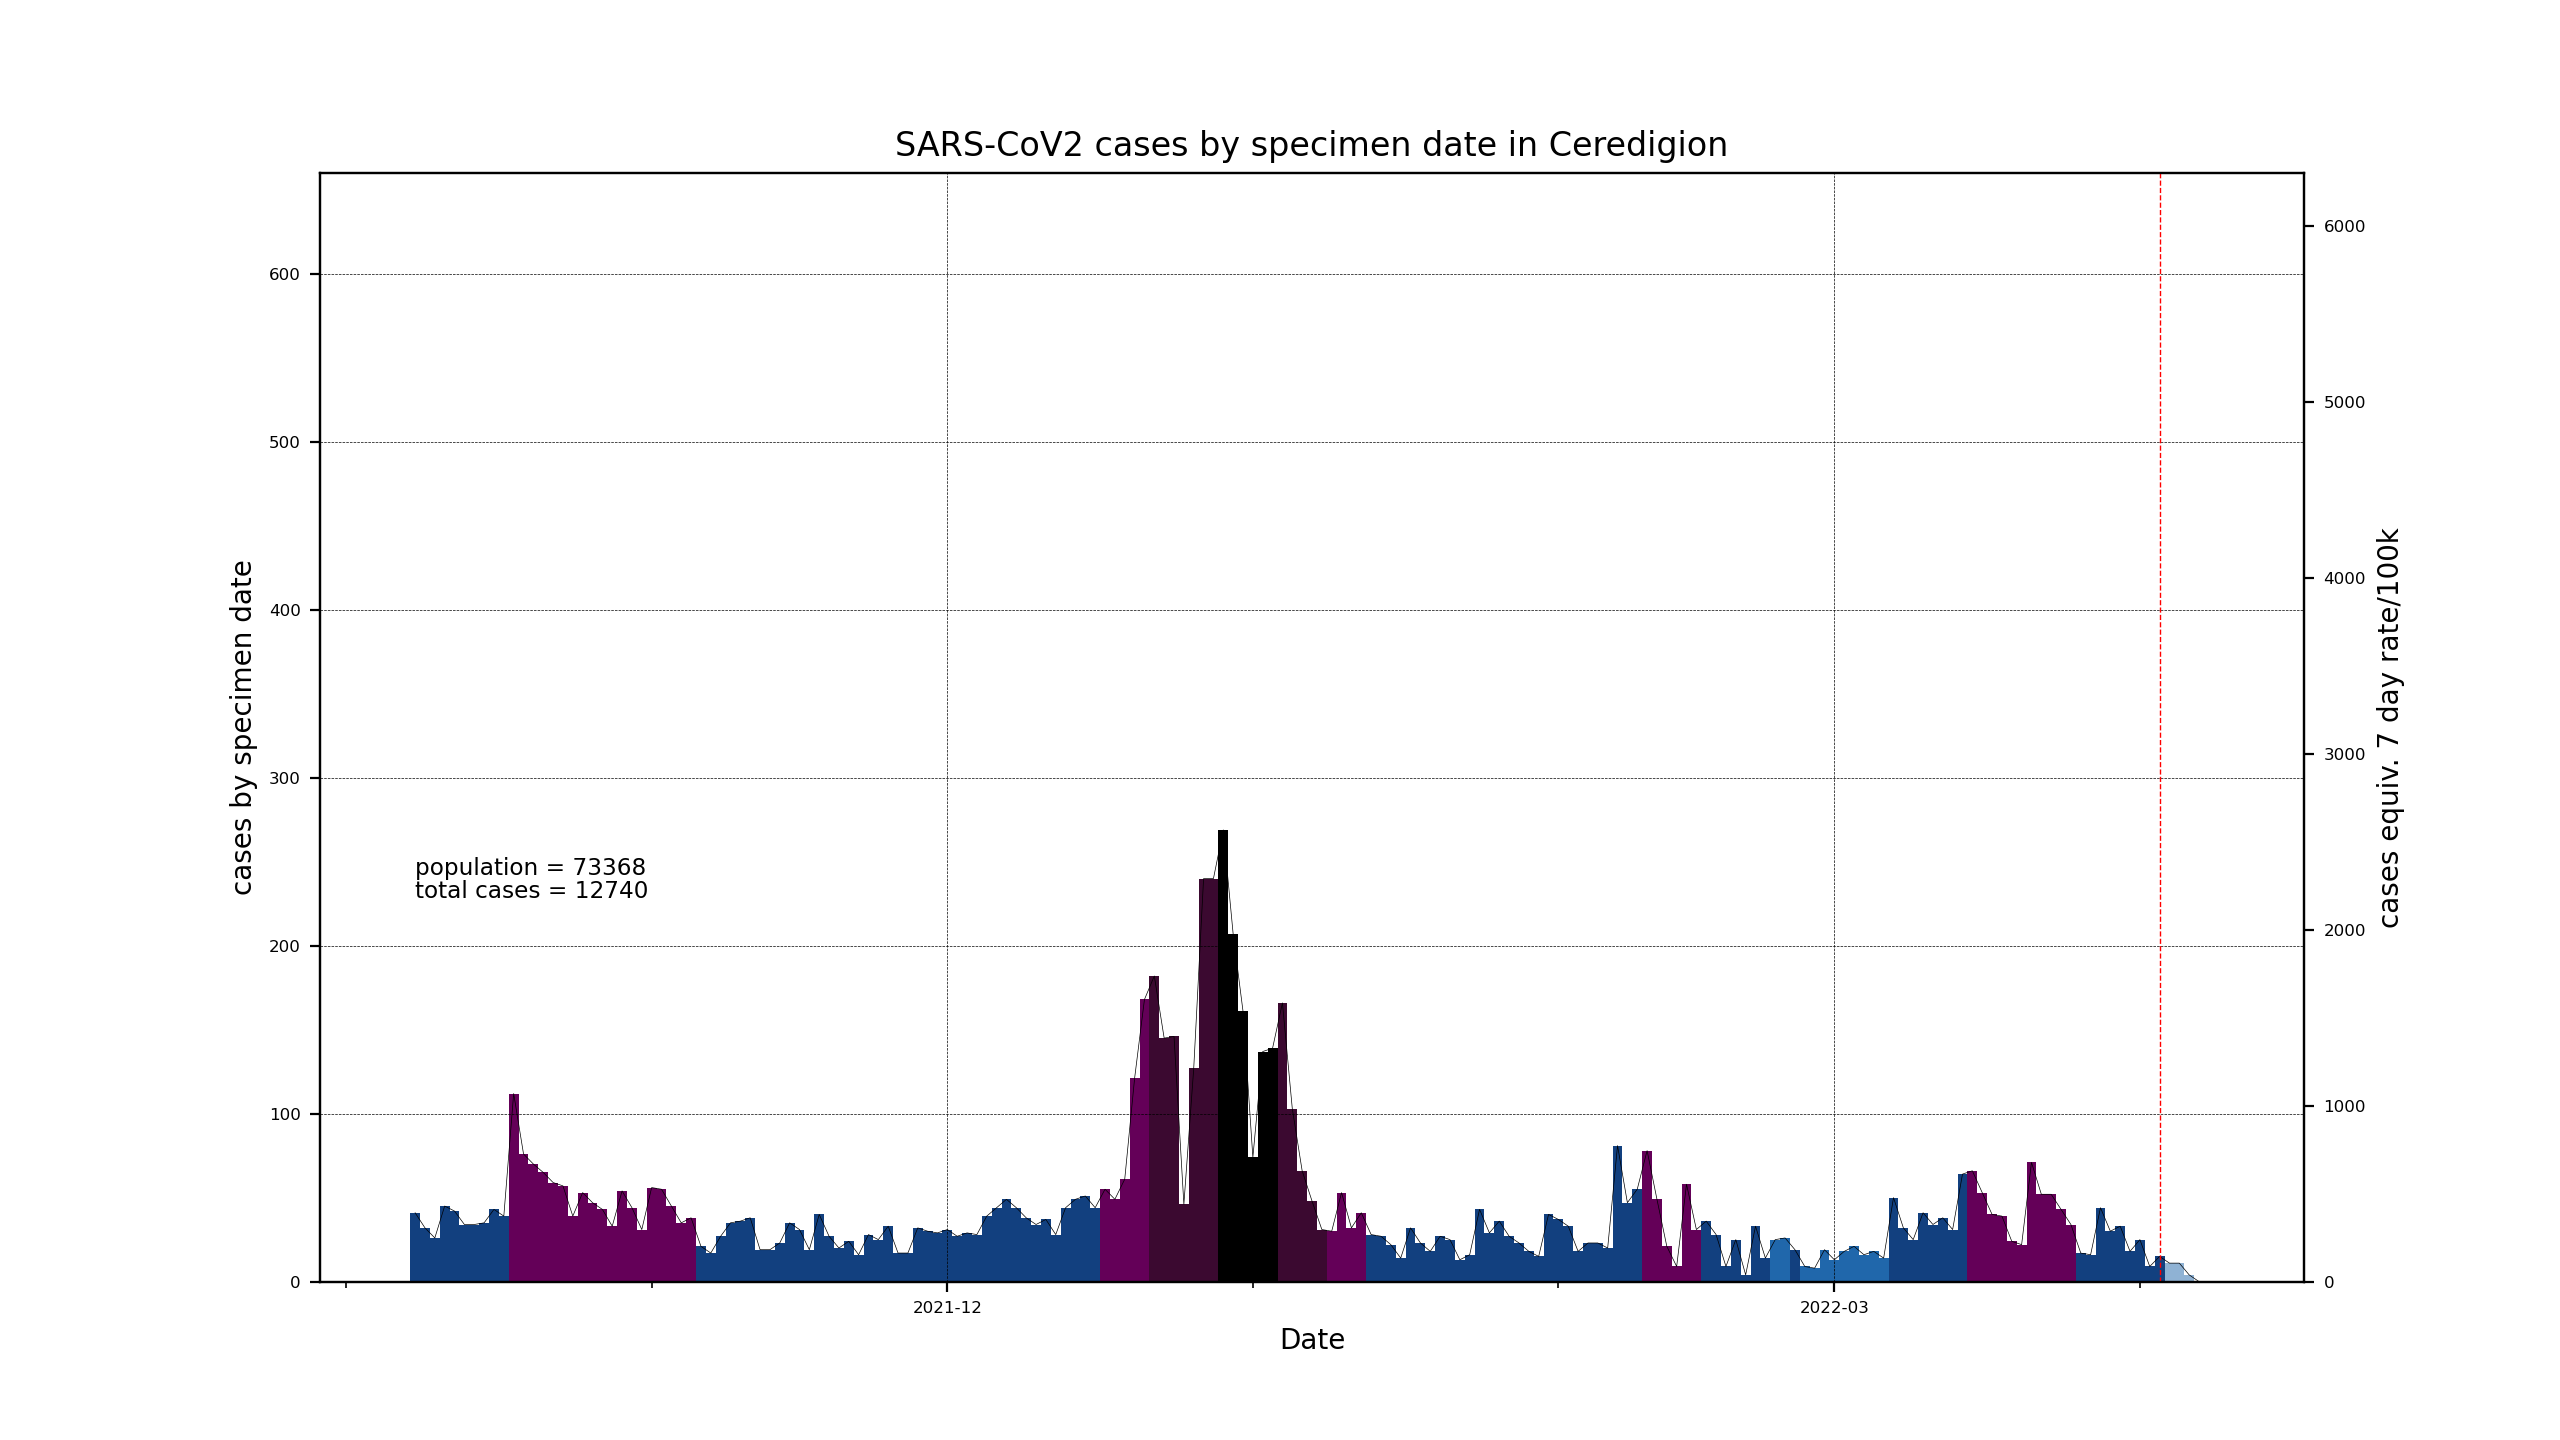 SARS-CoV2 cases by specimen date in Ceredigion
cases by specimen date
600
500
400
300
200
100
0
population = 73368
total cases = 12740
6000
5000
4000
3000
2000
1000
0
cases equiv. 7 day rate/100k
2021-12
2022-03
Date